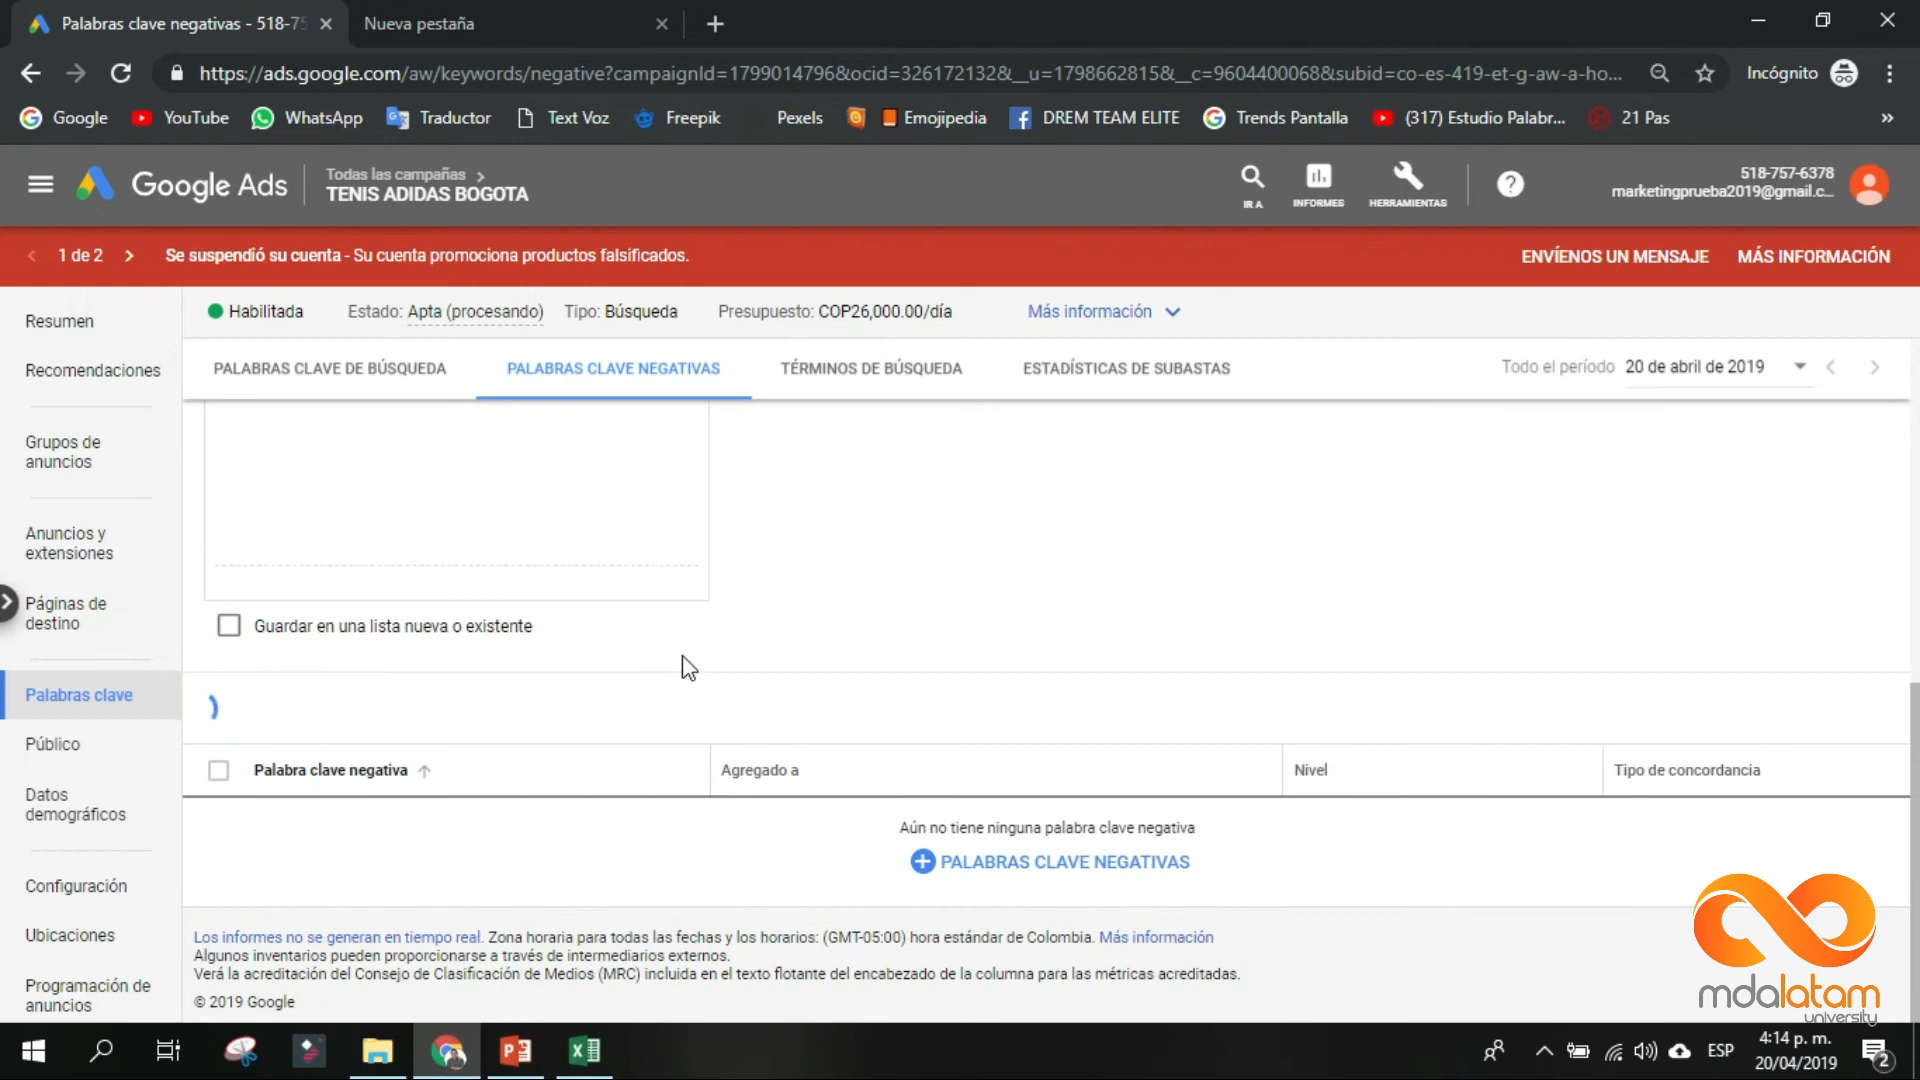 Palabras clave negativas - 518-75
Nueva pestaña
https://ads.google.com/aw/keywords/negative?campaignId=1799014796&ocid=326172132&__u=1798662815&__c=9604400068&subid=co-es-419-et-g-aw-a-ho...
Incógnito
Google
YouTube
WhatsApp
Traductor
Text Voz
Freepik
Pexels
Emojipedia
DREM TEAM ELITE
Trends Pantalla
(317) Estudio Palabr...
21 Pas
Google Ads
Todas las campañas >
TENIS ADIDAS BOGOTA
IR A
INFORMES
HERRAMIENTAS
518-757-6378
marketingprueba2019@gmail.c...
1 de 2
Se suspendió su cuenta - Su cuenta promociona productos falsificados.
ENVÍENOS UN MENSAJE
MÁS INFORMACIÓN
Habilitada
Estado: Apta (procesando)
Tipo: Búsqueda
Presupuesto: COP26,000.00/día
Más información
PALABRAS CLAVE DE BÚSQUEDA
PALABRAS CLAVE NEGATIVAS
TÉRMINOS DE BÚSQUEDA
ESTADÍSTICAS DE SUBASTAS
Todo el período
20 de abril de 2019
Resumen
Recomendaciones
Grupos de
anuncios
Anuncios y
extensiones
Páginas de
destino
Palabras clave
Público
Datos
demográficos
Configuración
Ubicaciones
Programación de
anuncios
Guardar en una lista nueva o existente
Palabra clave negativa
Agregado a
Nivel
Tipo de concordancia
Aún no tiene ninguna palabra clave negativa
PALABRAS CLAVE NEGATIVAS
Los informes no se generan en tiempo real. Zona horaria para todas las fechas y los horarios: (GMT-05:00) hora estándar de Colombia. Más información
Algunos inventarios pueden proporcionarse a través de intermediarios externos.
Verá la acreditación del Consejo de Clasificación de Medios (MRC) incluida en el texto flotante del encabezado de la columna para las métricas acreditadas.
© 2019 Google
mdalatam
university
ESP
4:14 p. m.
20/04/2019
2